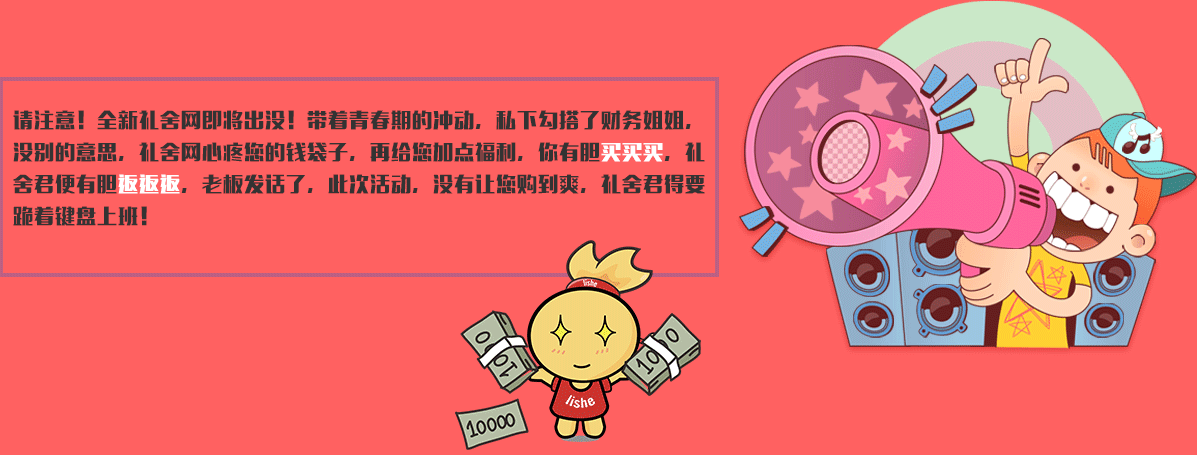 请注意！全新礼舍网即将出没！带着青春期的冲动，私下勾搭了财务姐姐，
没别的意思，礼舍网心疼您的钱袋子，再给您加点福利，你有胆买买买，礼
舍君便有胆返返返，老板发话了，此次活动，没有让您购到爽，礼舍君得要
跪着键盘上班！
lishe
1000
1000
lishe
10000